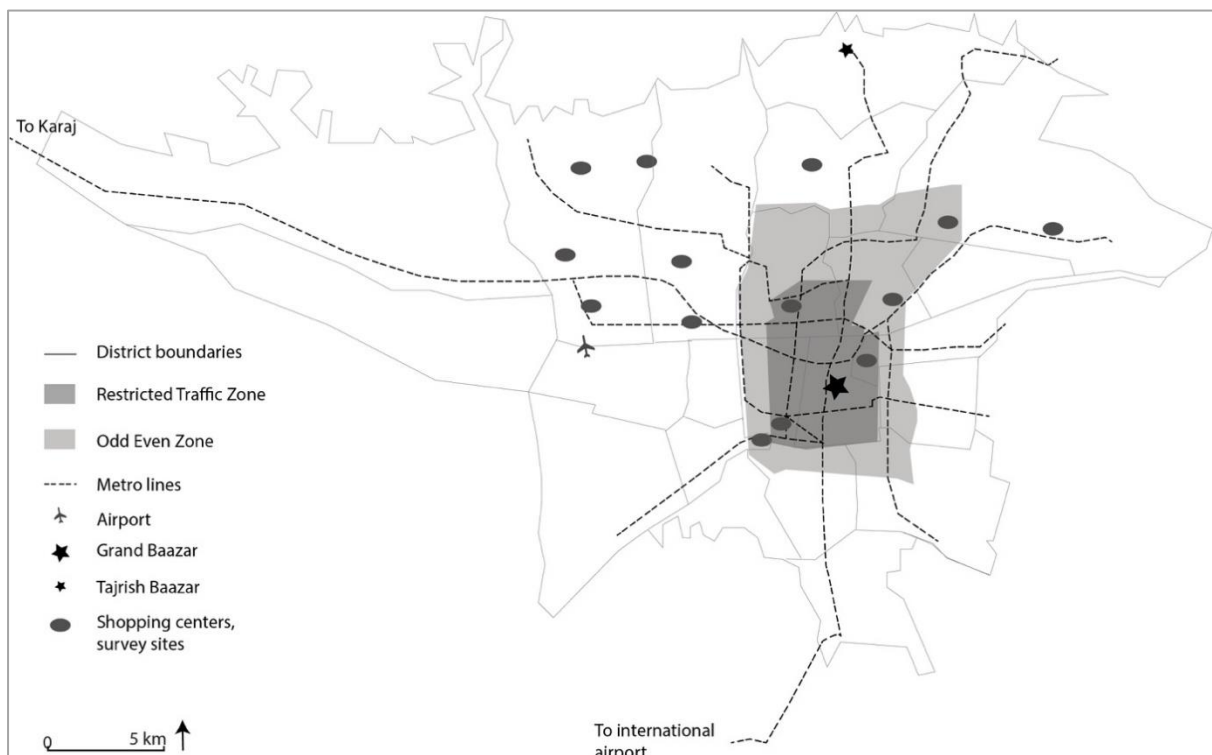 To Karaj
District boundaries
Restricted Traffic Zone
Odd Even Zone
Metro lines
Airport
Grand Baazar
Tajrish Baazar
Shopping centers,
survey sites
0 5 km
To international
airport